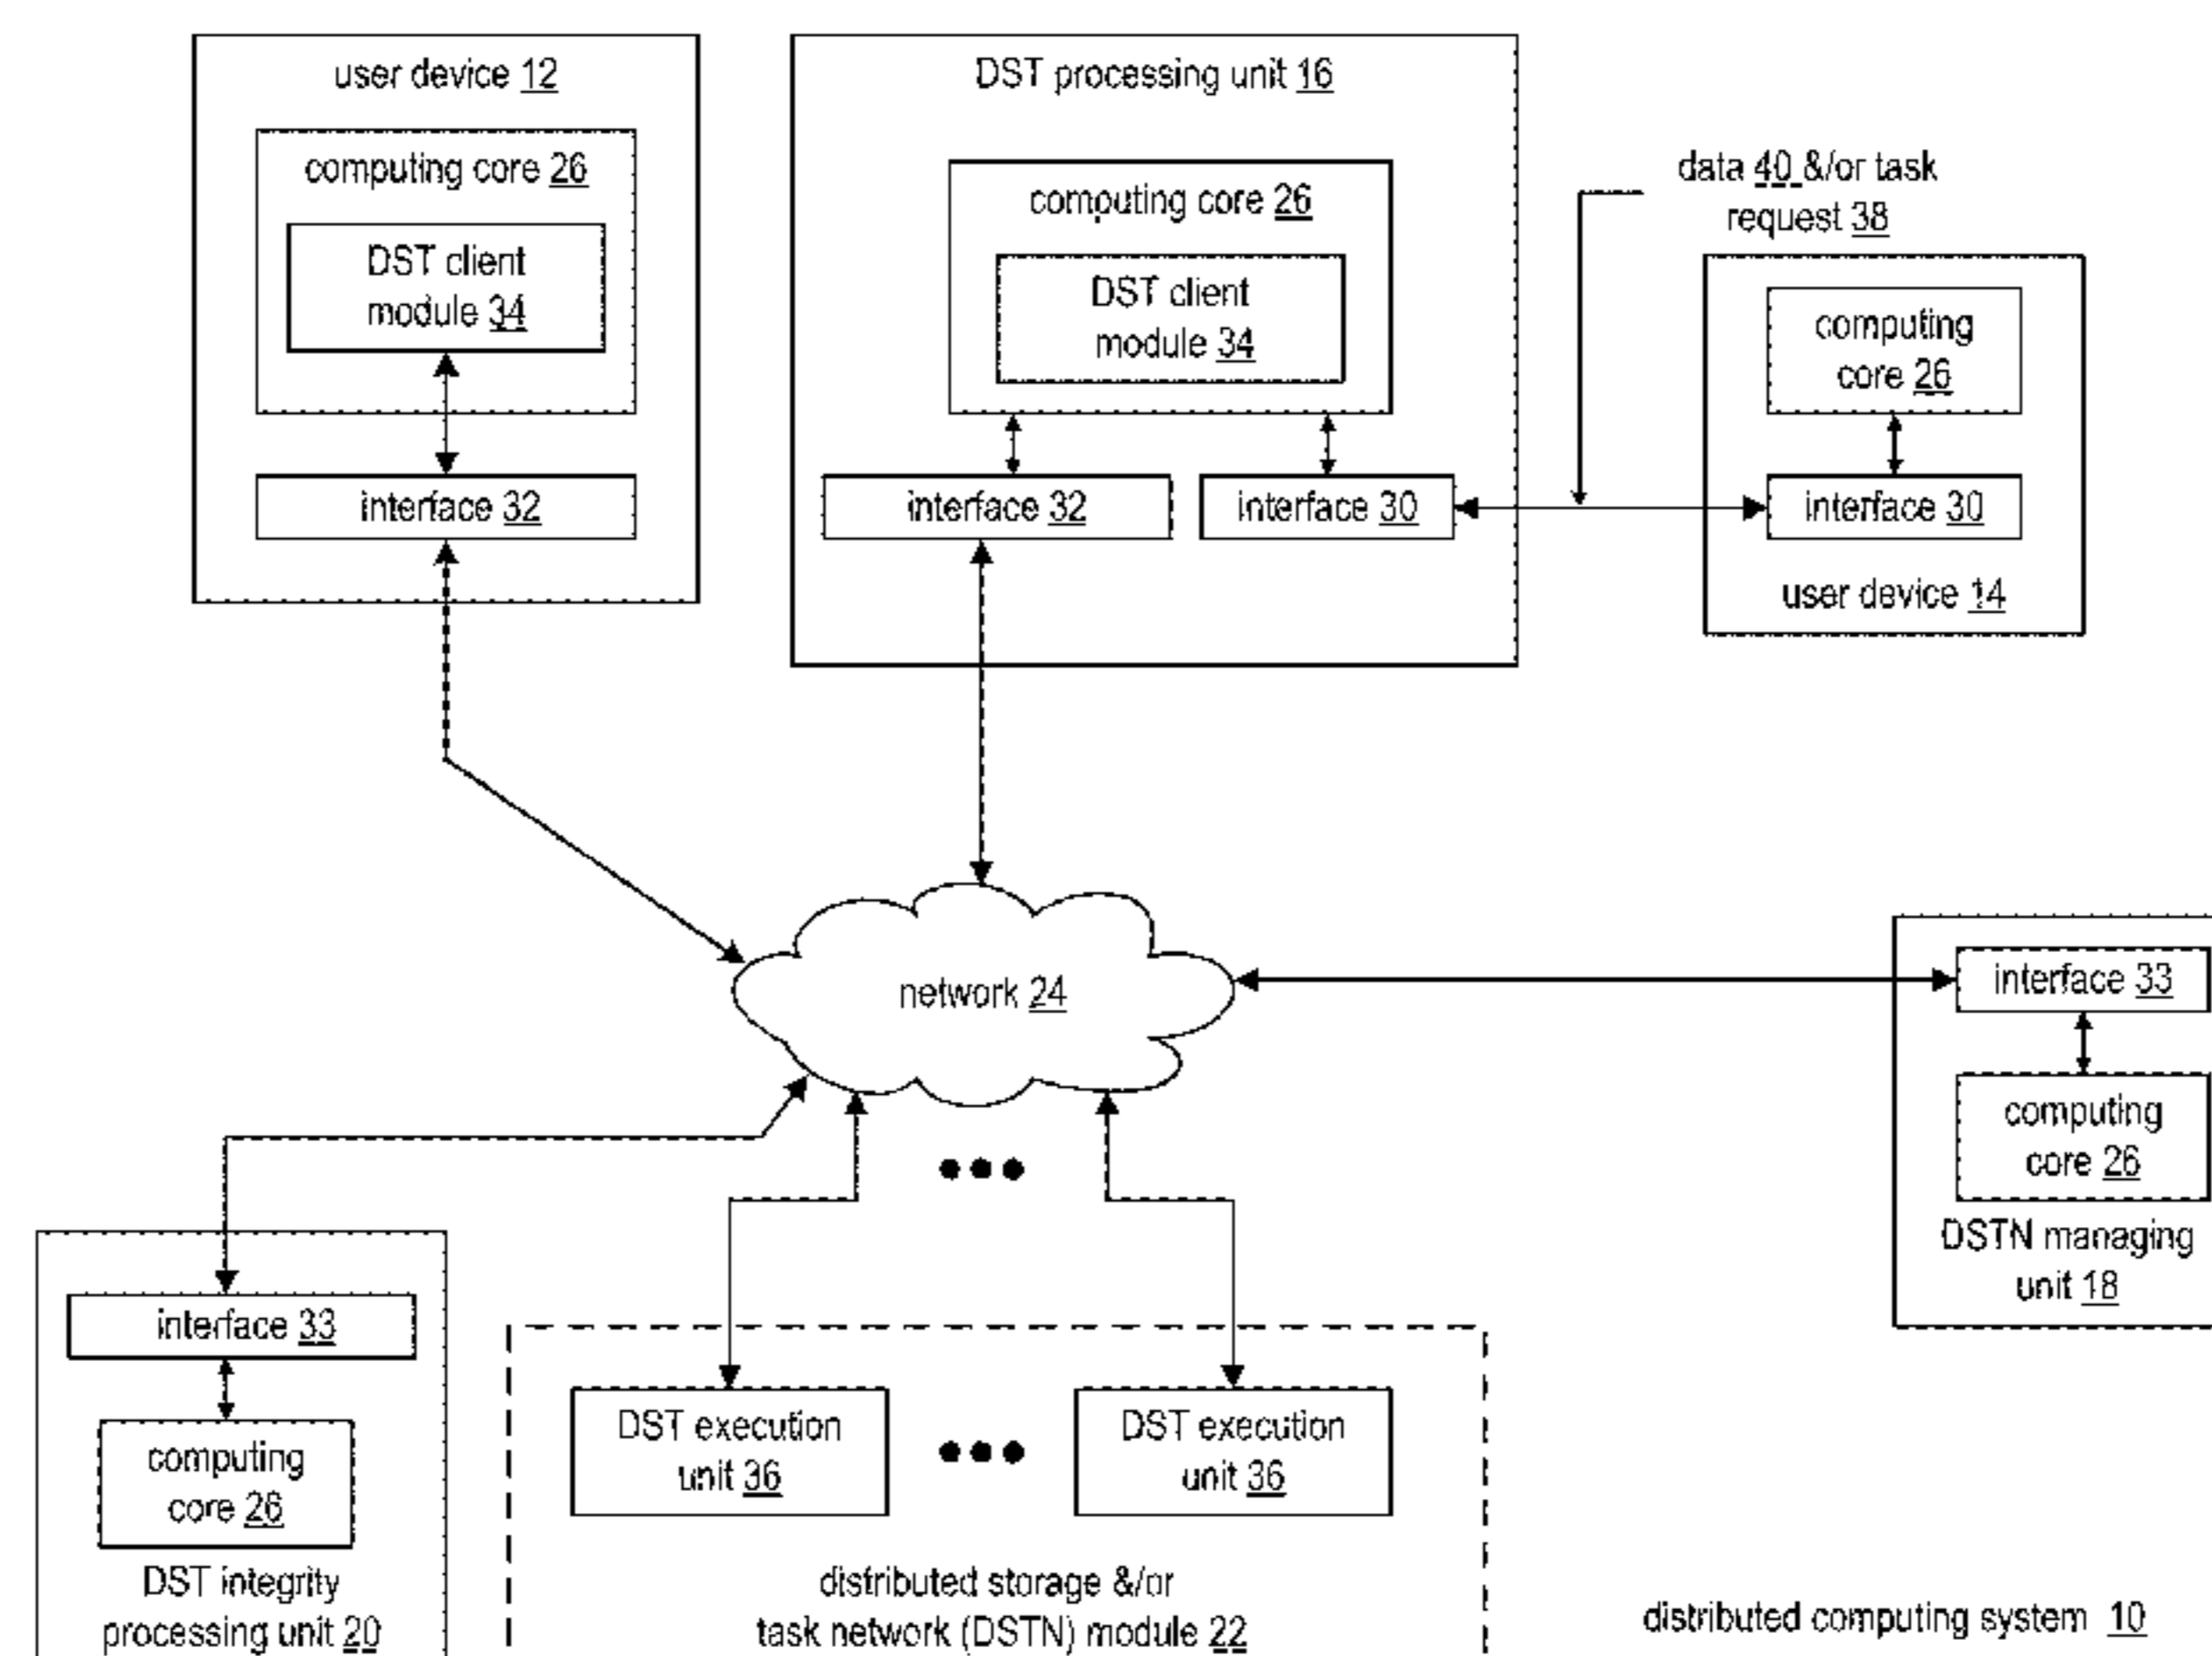 user device 12
computing core 26
DST client
module 34
interface 32
DST processing unit 16
computing core 26
DST client
module 34
interface 32
interface 30
data 40 &/or task
request 38
computing
core 26
interface 30
user device 14
network 24
interface 33
computing
core 26
DSTN managing
unit 18
interface 33
computing
core 26
DST integrity
processing unit 20
DST execution
unit 36
DST execution
unit 36
distributed storage &/or
task network (DSTN) module 22
distributed computing system 10